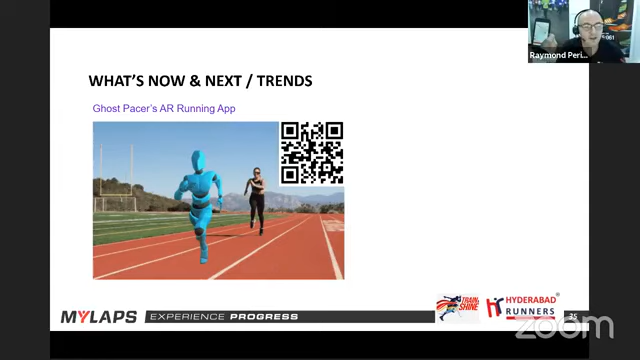 WHAT'S NOW & NEXT / TRENDS
Ghost Pacer's AR Running App
Raymond Peri...
TRAIN
SHINE
HYDERABAD
RUNNERS
MYLAPS EXPERIENCE PROGRESS
35
zoom